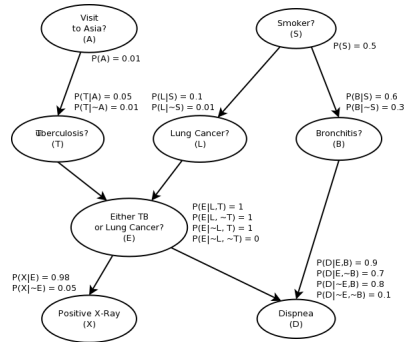 Visit
to Asia?
(A)
P(A) = 0.01
Smoker?
(S)
P(S) = 0.5
P(T|A) = 0.05
P(T|~A) = 0.01
P(L|S) = 0.1
P(L|~S) = 0.01
P(B|S) = 0.6
P(B|~S) = 0.3
Tuberculosis?
(T)
Lung Cancer?
(L)
Bronchitis?
(B)
Either TB
or Lung Cancer?
(E)
P(E|L,T) = 1
P(E|L, ~T) = 1
P(E|~L, T) = 1
P(E|~L, ~T) = 0
P(X|E) = 0.98
P(X|~E) = 0.05
P(D|E,B) = 0.9
P(D|E,~B) = 0.7
P(D|~E,B) = 0.8
P(D|~E,~B) = 0.1
Positive X-Ray
(X)
Dispnea
(D)